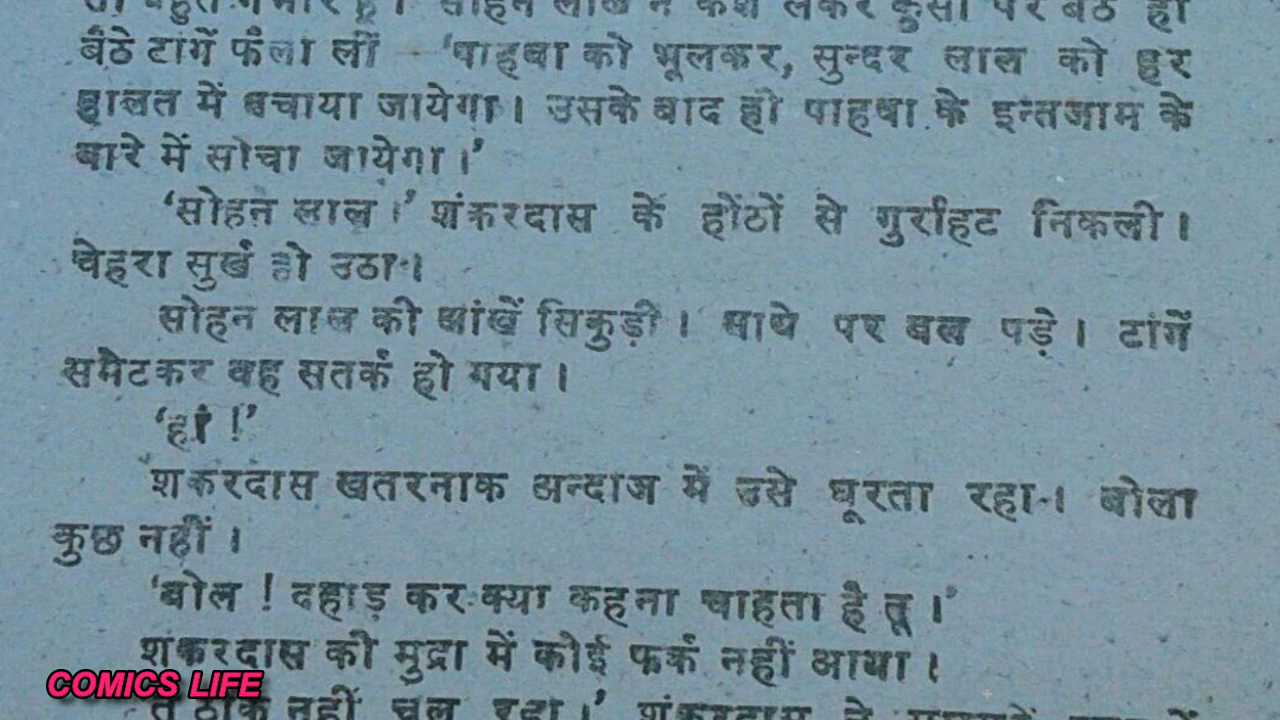 बैठे टांगें फैला लीं 'पाहवा को भूलकर, सुन्दर लाल को हर
हालत में बचाया जायेगा। उसके बाद ही पाहवा के इन्तजाम के
बारे में सोचा जायेगा।'
'सोहन लाल।' शंकरदास के होंठों से गुर्राहट निकली।
चेहरा सुर्ख हो उठा।
सोहन लाल की आंखें सिकुड़ी। माथे पर बल पड़े। टांगें
समेटकर वह सतर्क हो गया।
'हां !'
शंकरदास खतरनाक अन्दाज में उसे घूरता रहा। बोला
कुछ नहीं।
'बोल ! दहाड़ कर क्या कहना चाहता है तू।'
शंकरदास की मुद्रा में कोई फर्क नहीं आया।
COMICS LIFE